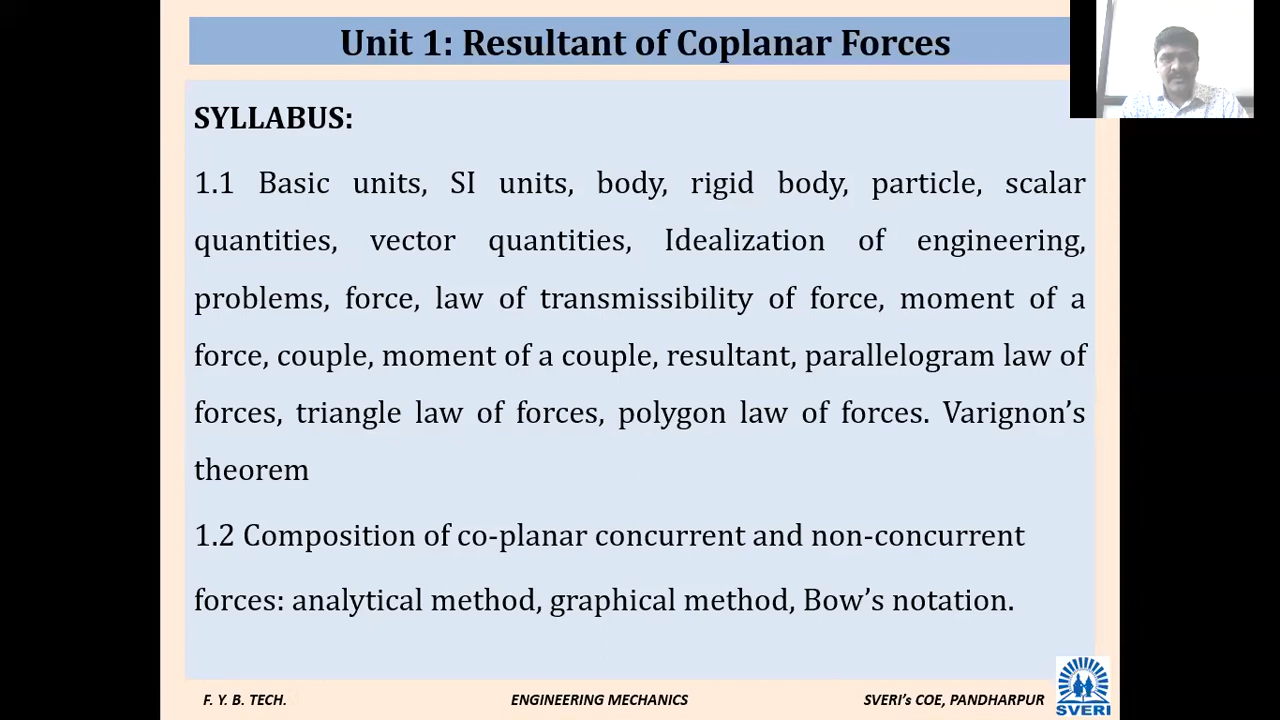 Unit 1: Resultant of Coplanar Forces
SYLLABUS:
1.1 Basic units, SI units, body, rigid body, particle, scalar
quantities, vector quantities, Idealization of engineering,
problems, force, law of transmissibility of force, moment of a
force, couple, moment of a couple, resultant, parallelogram law of
forces, triangle law of forces, polygon law of forces. Varignon’s
theorem
1.2 Composition of co-planar concurrent and non-concurrent
forces: analytical method, graphical method, Bow’s notation.
F. Y. B. TECH.
ENGINEERING MECHANICS
SVERI’s COE, PANDHARPUR
SVERI